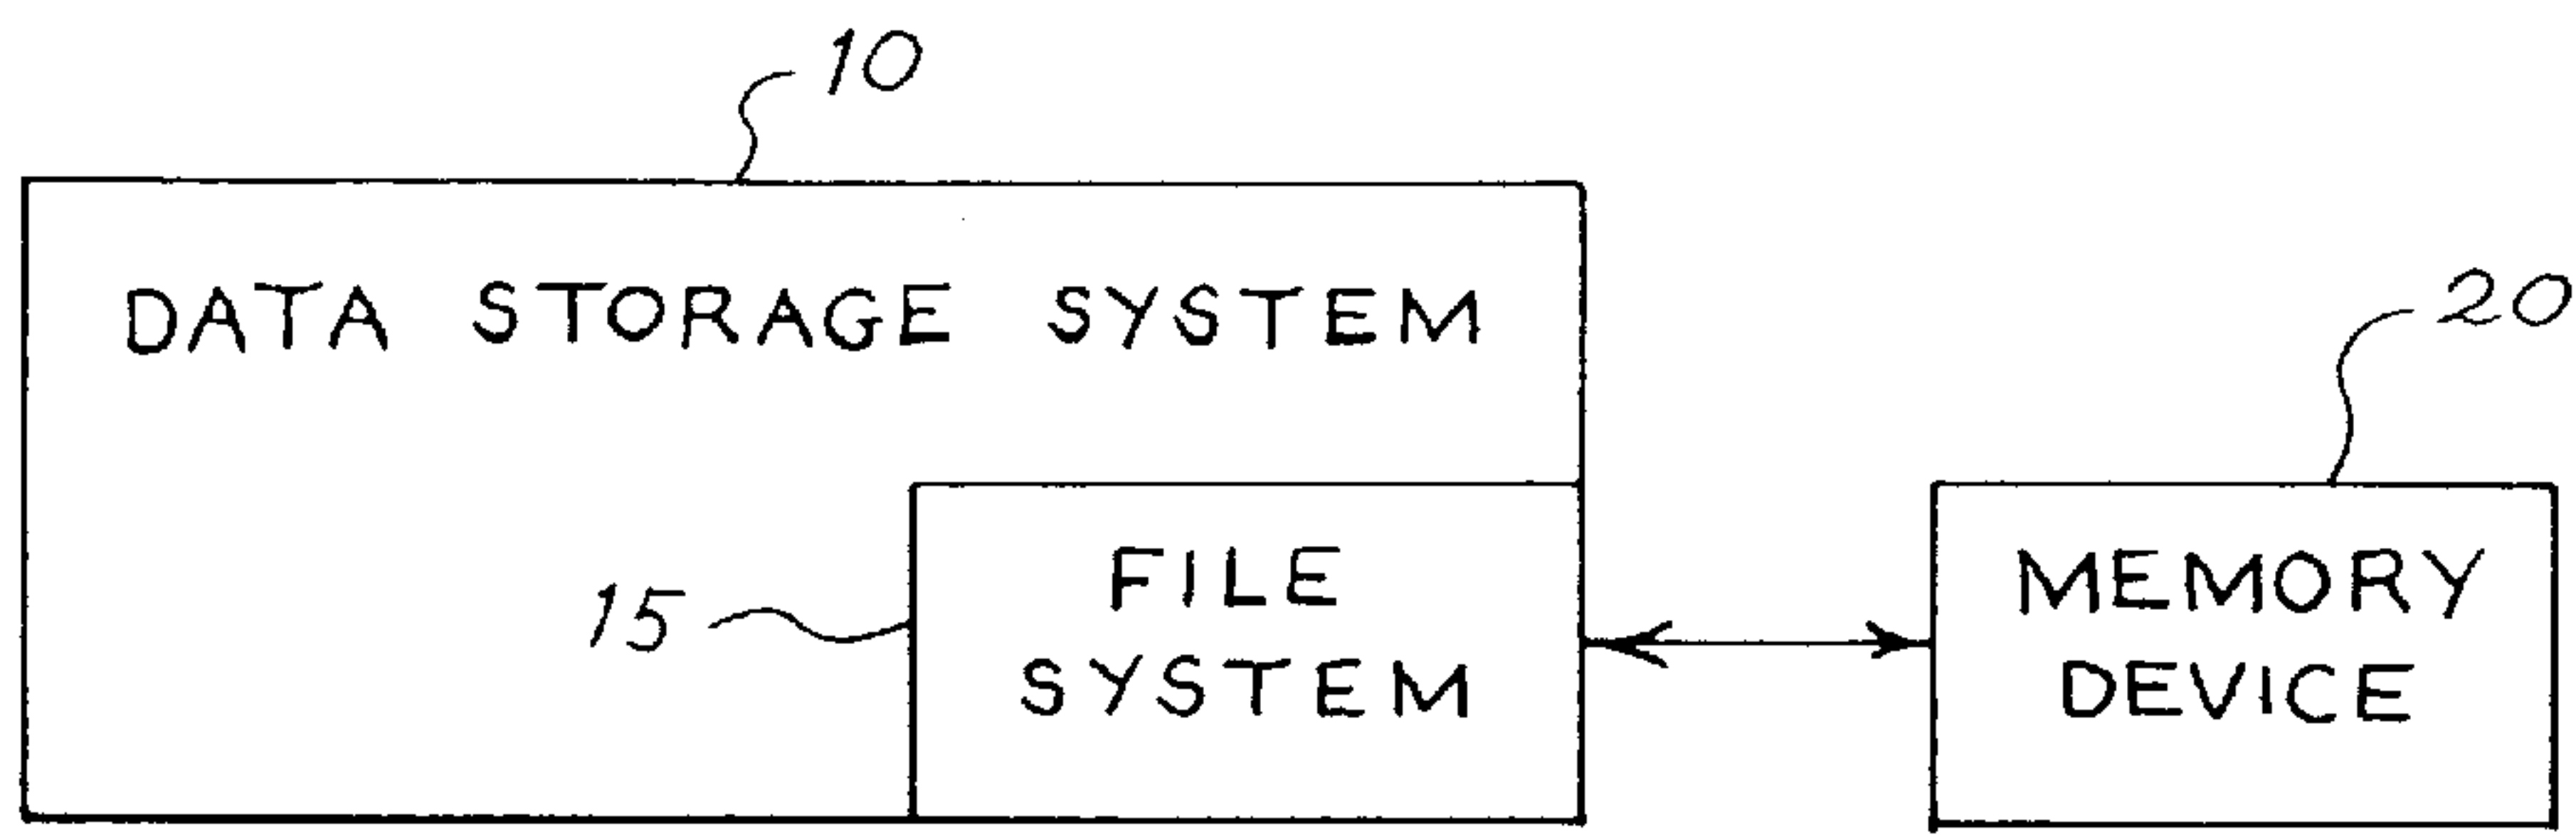 10
DATA STORAGE SYSTEM
20
15
FILE
SYSTEM
MEMORY
DEVICE